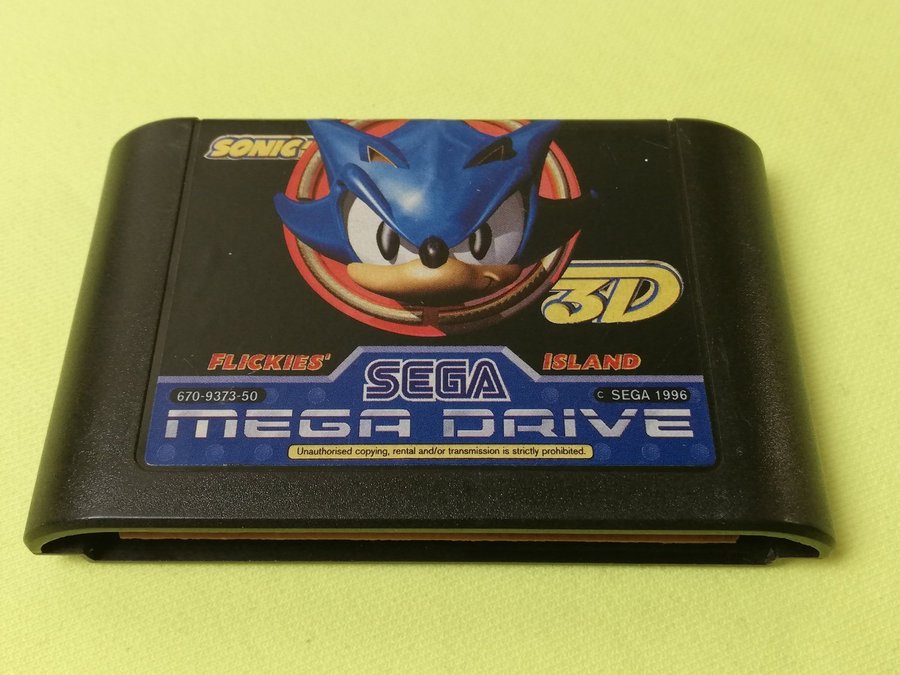 SONIC
3D
FLICKIES' ISLAND
SEGA
670-9373-50
C SEGA 1996
MEGA DRIVE
Unauthorised copying, rental and/or transmission is strictly prohibited.